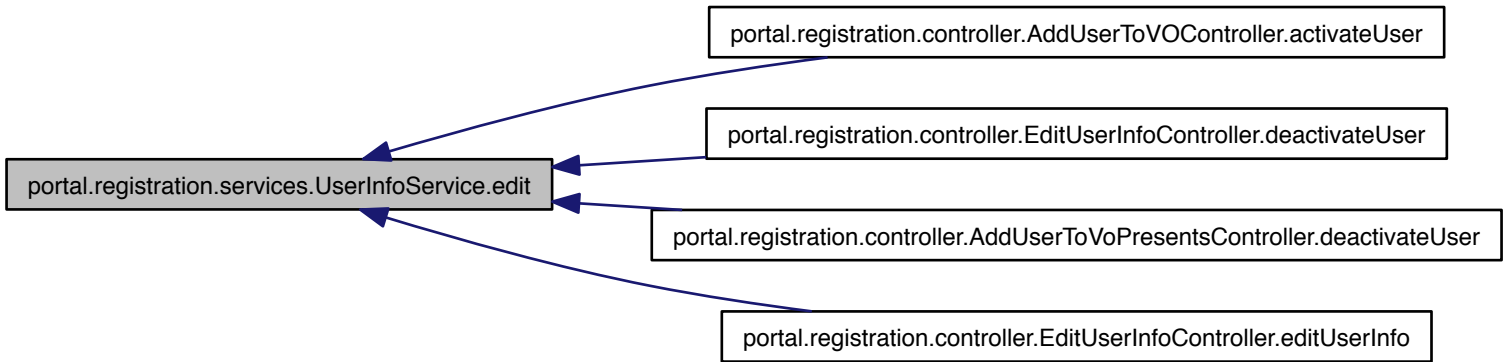 portal.registration.controller.AddUserToVOController.activateUser
portal.registration.controller.EditUserInfoController.deactivateUser
portal.registration.services.UserInfoService.edit
portal.registration.controller.AddUserToVoPresentsController.deactivateUser
portal.registration.controller.EditUserInfoController.editUserInfo